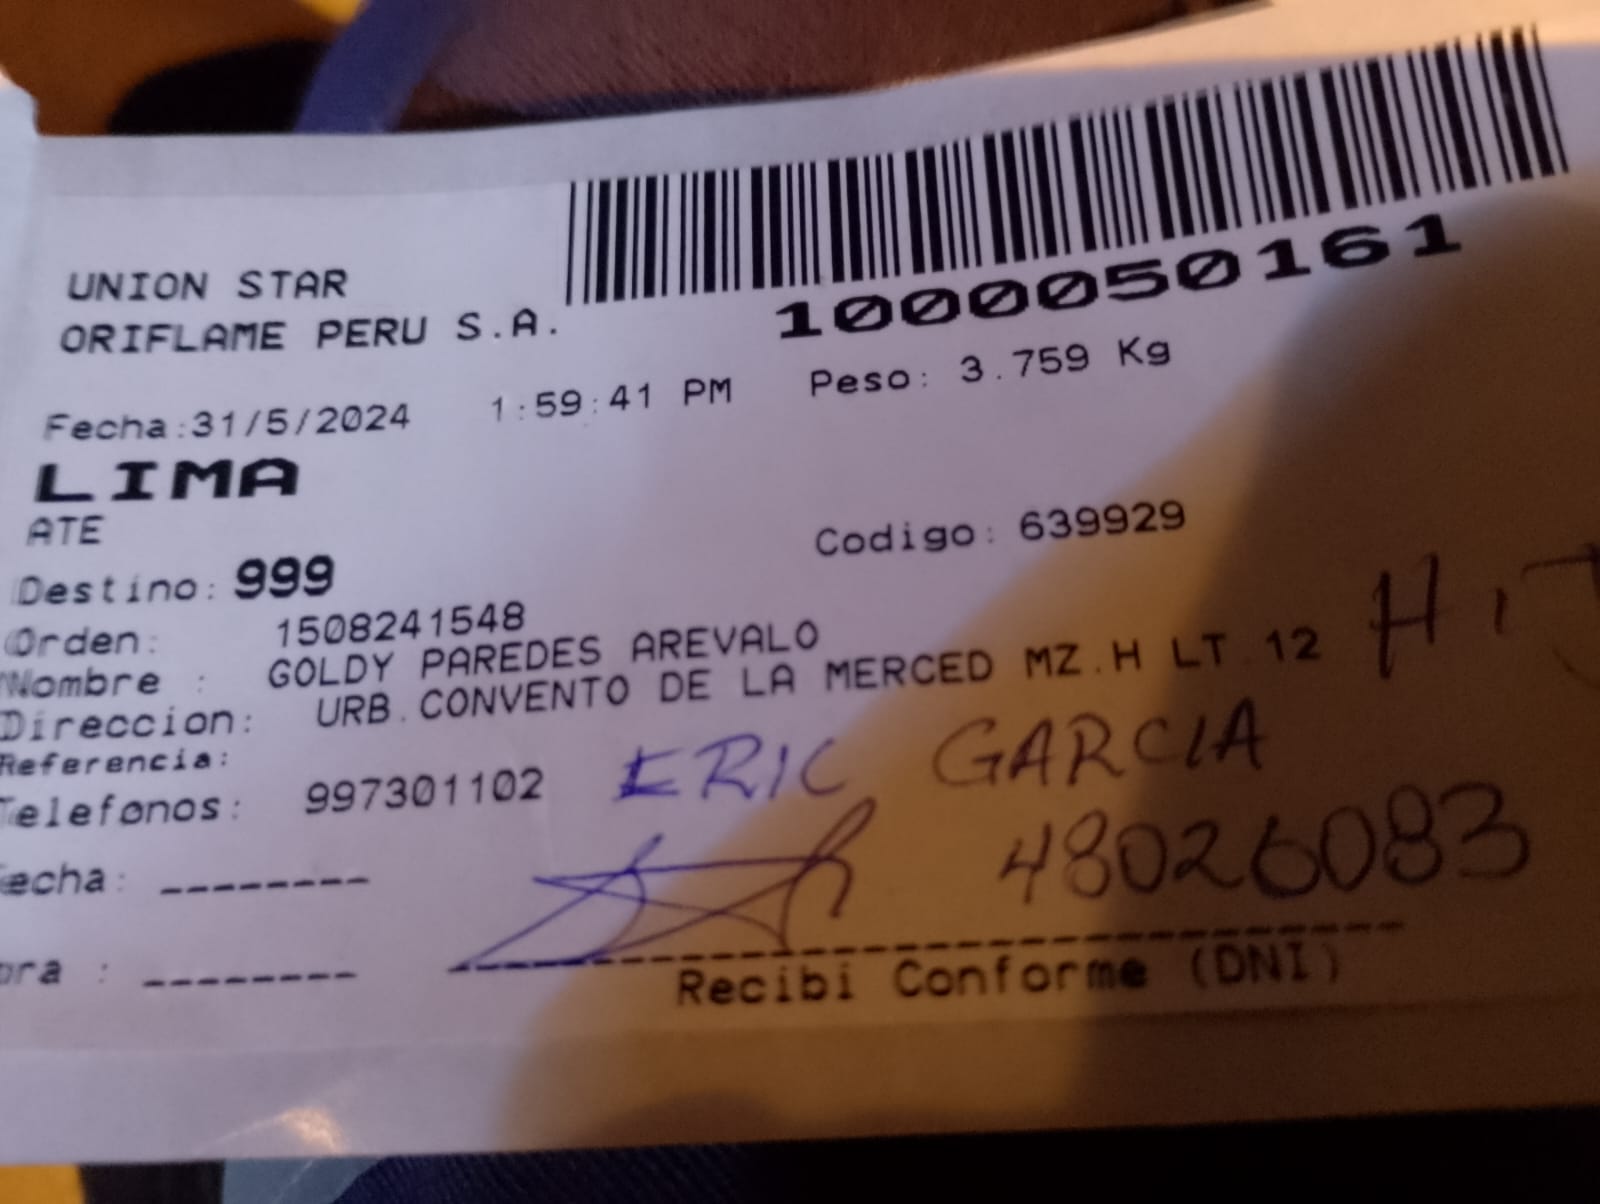 UNION STAR
ORIFLAME PERU S.A.
1000050161
Fecha:31/5/2024 1:59:41 PM Peso: 3.759 Kg
LIMA
ATE
Codigo: 639929
Destino: 999
Orden: 1508241548
Nombre : GOLDY PAREDES AREVALO
Direccion: URB.CONVENTO DE LA MERCED MZ.H LT.12
Referencia:
Telefonos: 997301102
ERIC GARCIA
48026083
echa: --------
ora : --------
Recibi Conforme (DNI)